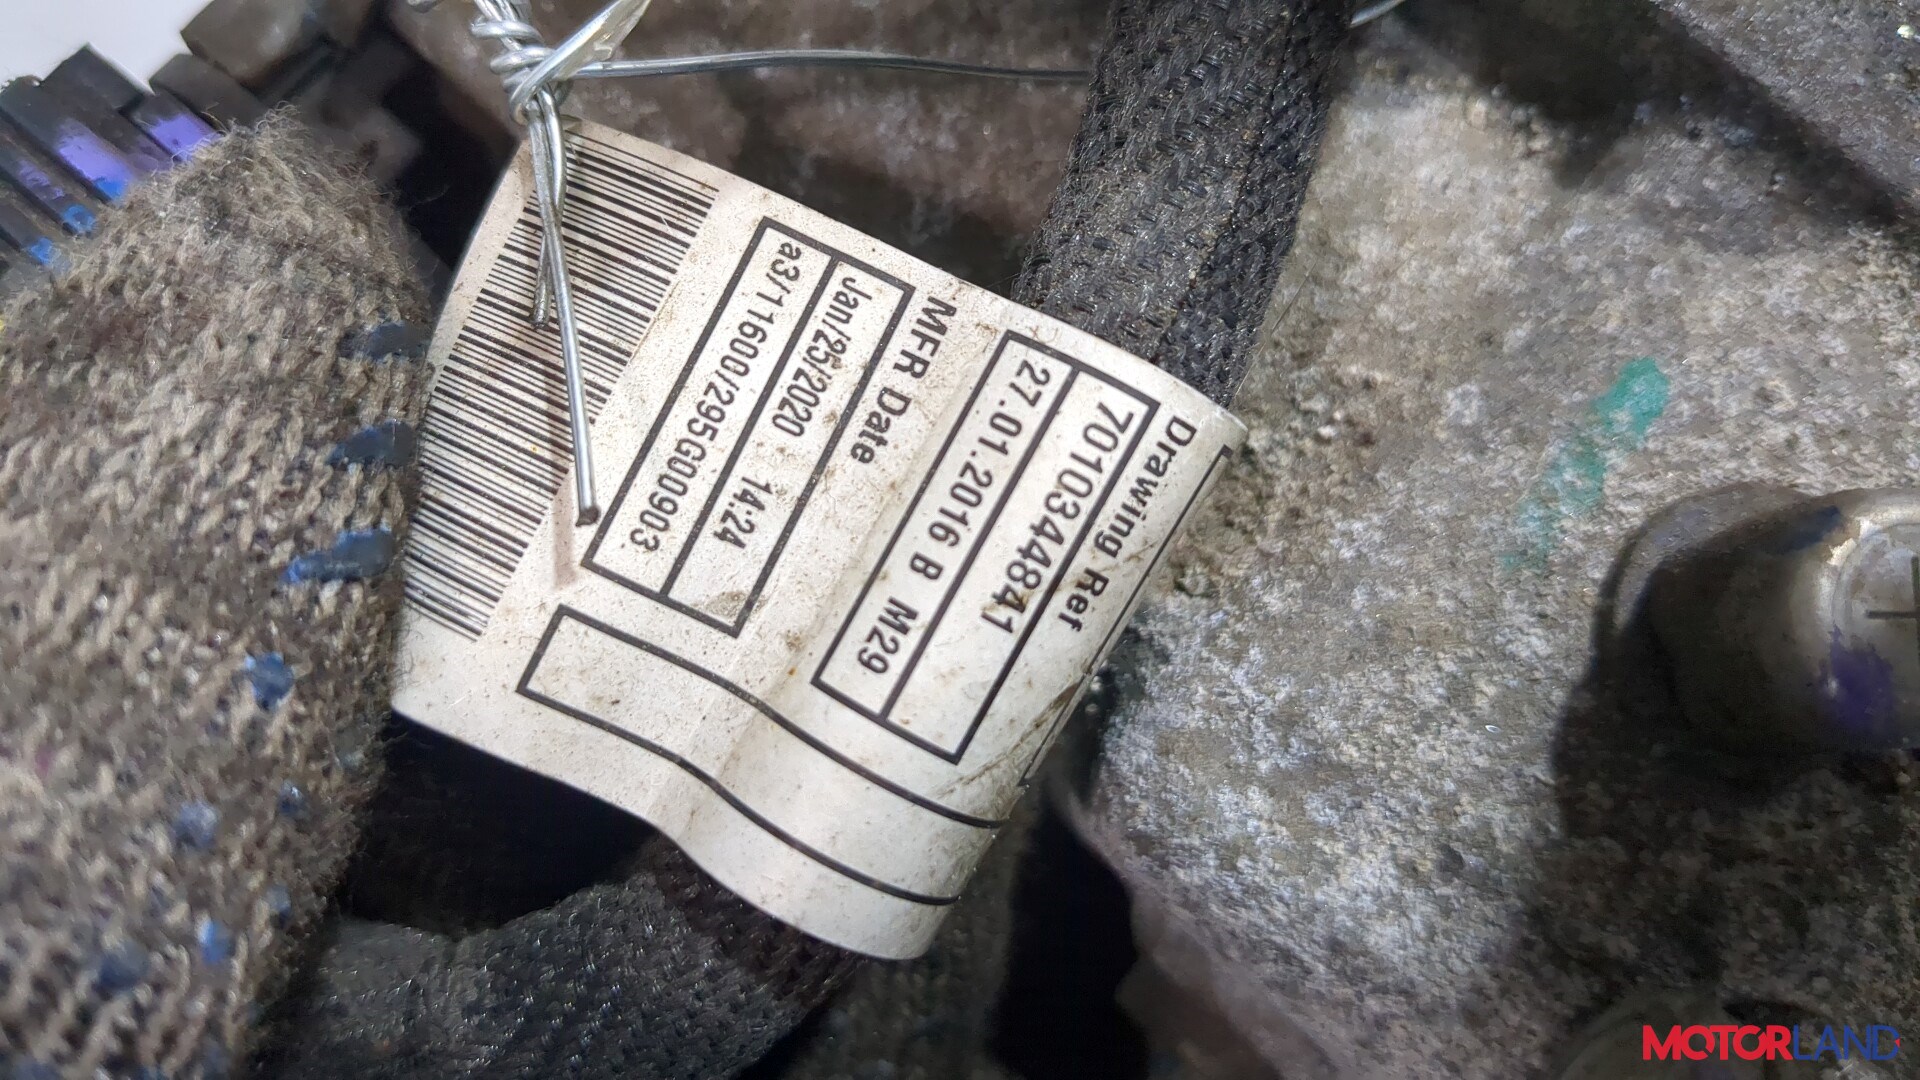 Drawing Ref
7010344841
27.01.2016 B M29
MFR Date
Jan/25/2020 14:24
a3/11600/295G00903
MOTORLAND